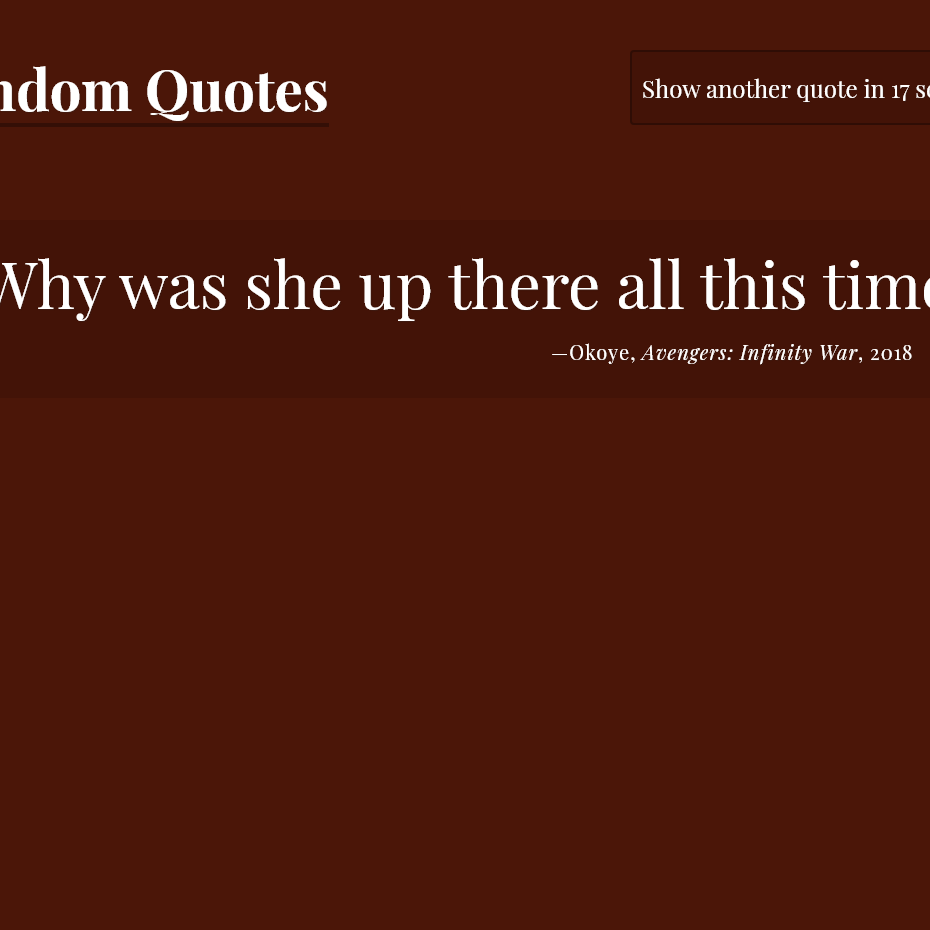 ndom Quotes
Show another quote in 17 se
Why was she up there all this time
—Okoye, Avengers: Infinity War, 2018